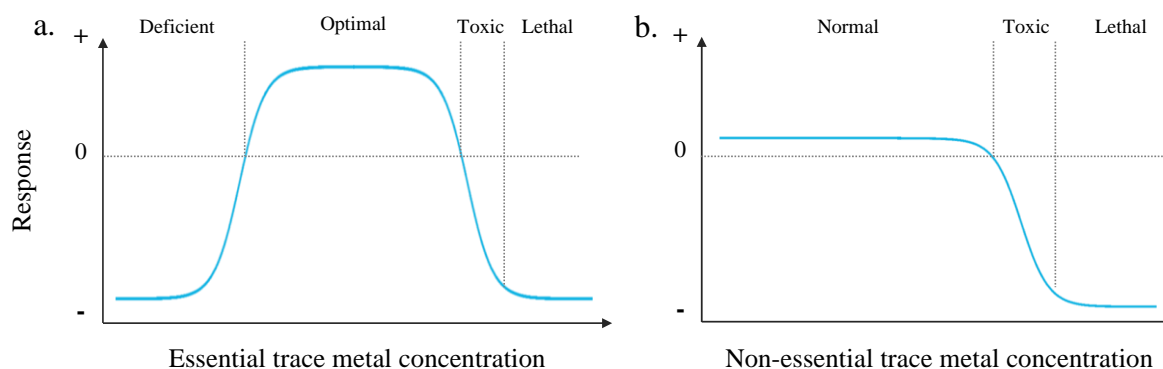 a.
+
Deficient
Optimal
Toxic
Lethal
0
Response
-
Essential trace metal concentration
b.
+
Normal
Toxic
Lethal
0
-
Non-essential trace metal concentration